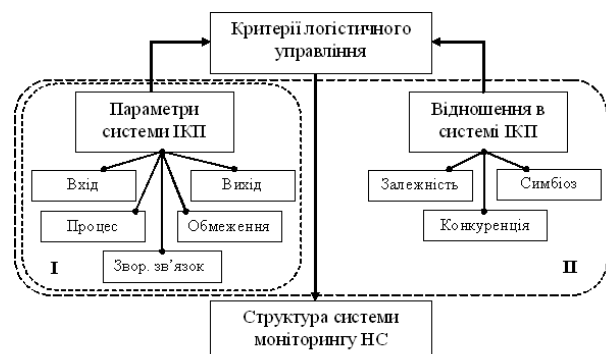 Критерії логістичного
управління
Параметри
системи ІКП
Відношення в
системі ІКП
Вхід
Вихід
Залежність
Симбіоз
Процес
Обмеження
Конкуренція
Звор. зв’язок
I
II
Структура системи
моніторингу НС